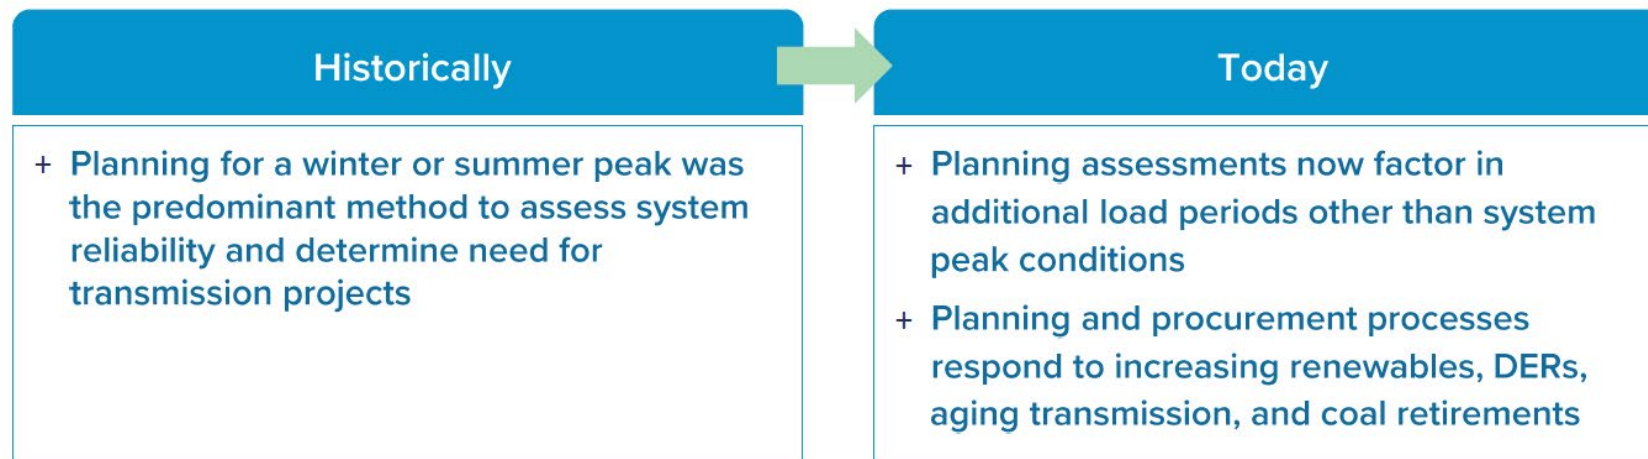 Historically
+ Planning for a winter or summer peak was
the predominant method to assess system
reliability and determine need for
transmission projects
Today
+ Planning assessments now factor in
additional load periods other than system
peak conditions
+ Planning and procurement processes
respond to increasing renewables, DERs,
aging transmission, and coal retirements